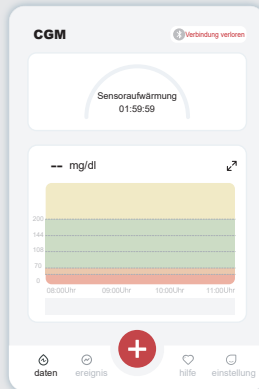 CGM
Verbindung verloren
Sensoraufwärmung
01:59:59
-- mg/dl
200
144
108
70
0
08:00Uhr 09:00Uhr 10:00Uhr 11:00Uhr
daten ereignis hilfe einstellung